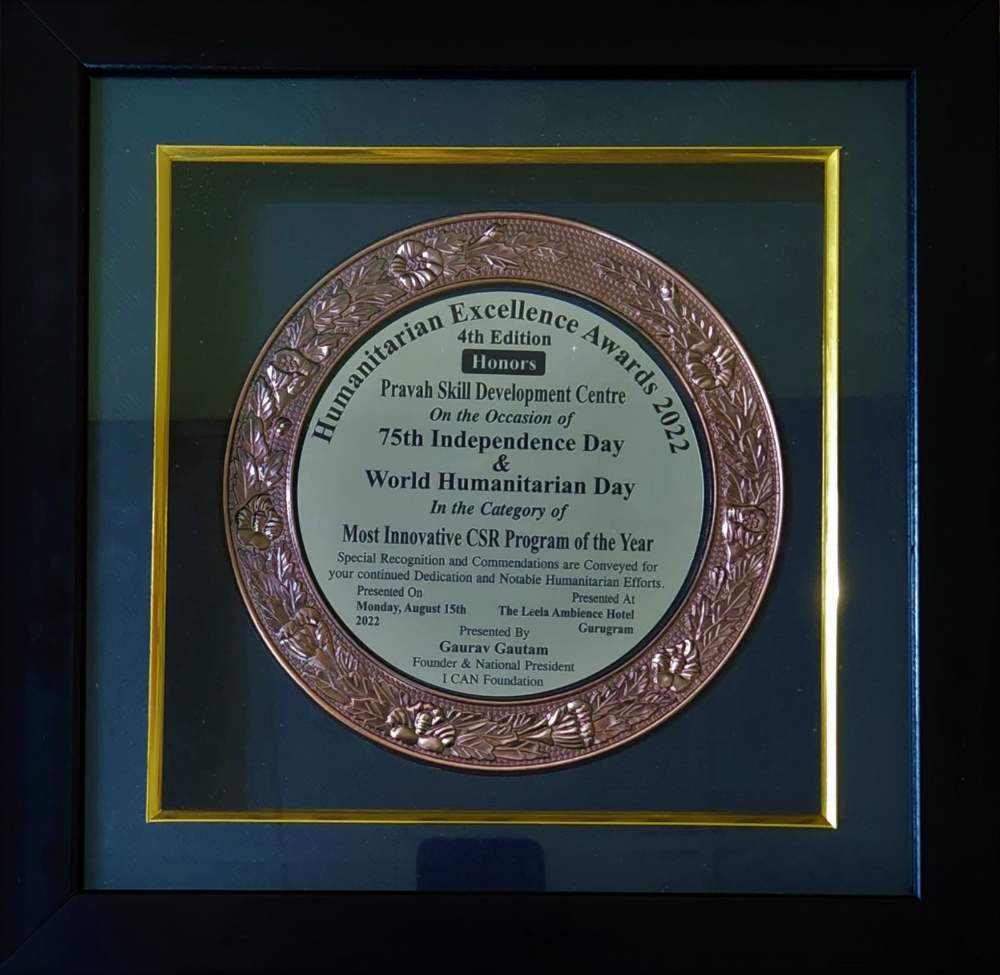 Humanitarian Excellence Awards 2022
4th Edition
Honors
Pravah Skill Development Centre
On the Occasion of
75th Independence Day
&
World Humanitarian Day
In the Category of
Most Innovative CSR Program of the Year
Special Recognition and Commendations are Conveyed for
your continued Dedication and Notable Humanitarian Efforts.
Presented On
Monday, August 15th
2022
Presented At
The Leela Ambience Hotel
Gurugram
Presented By
Gaurav Gautam
Founder & National President
I CAN Foundation